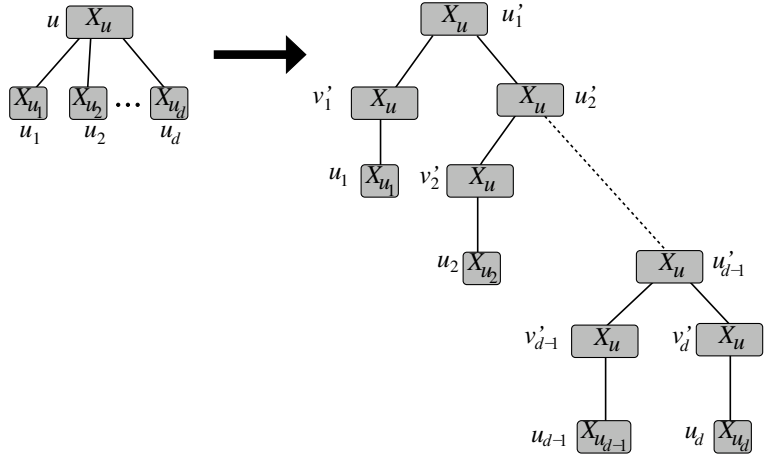 u X_u
X_{u_1} X_{u_2} ... X_{u_d}
u_1 u_2 u_d
X_u u'_1
v'_1 X_u X_u u'_2
u_1 X_{u_1} v'_2 X_u
u_2 X_{u_2} X_u u'_{d-1}
v'_{d-1} X_u v'_d X_u
u_{d-1} X_{u_{d-1}} u_d X_{u_d}